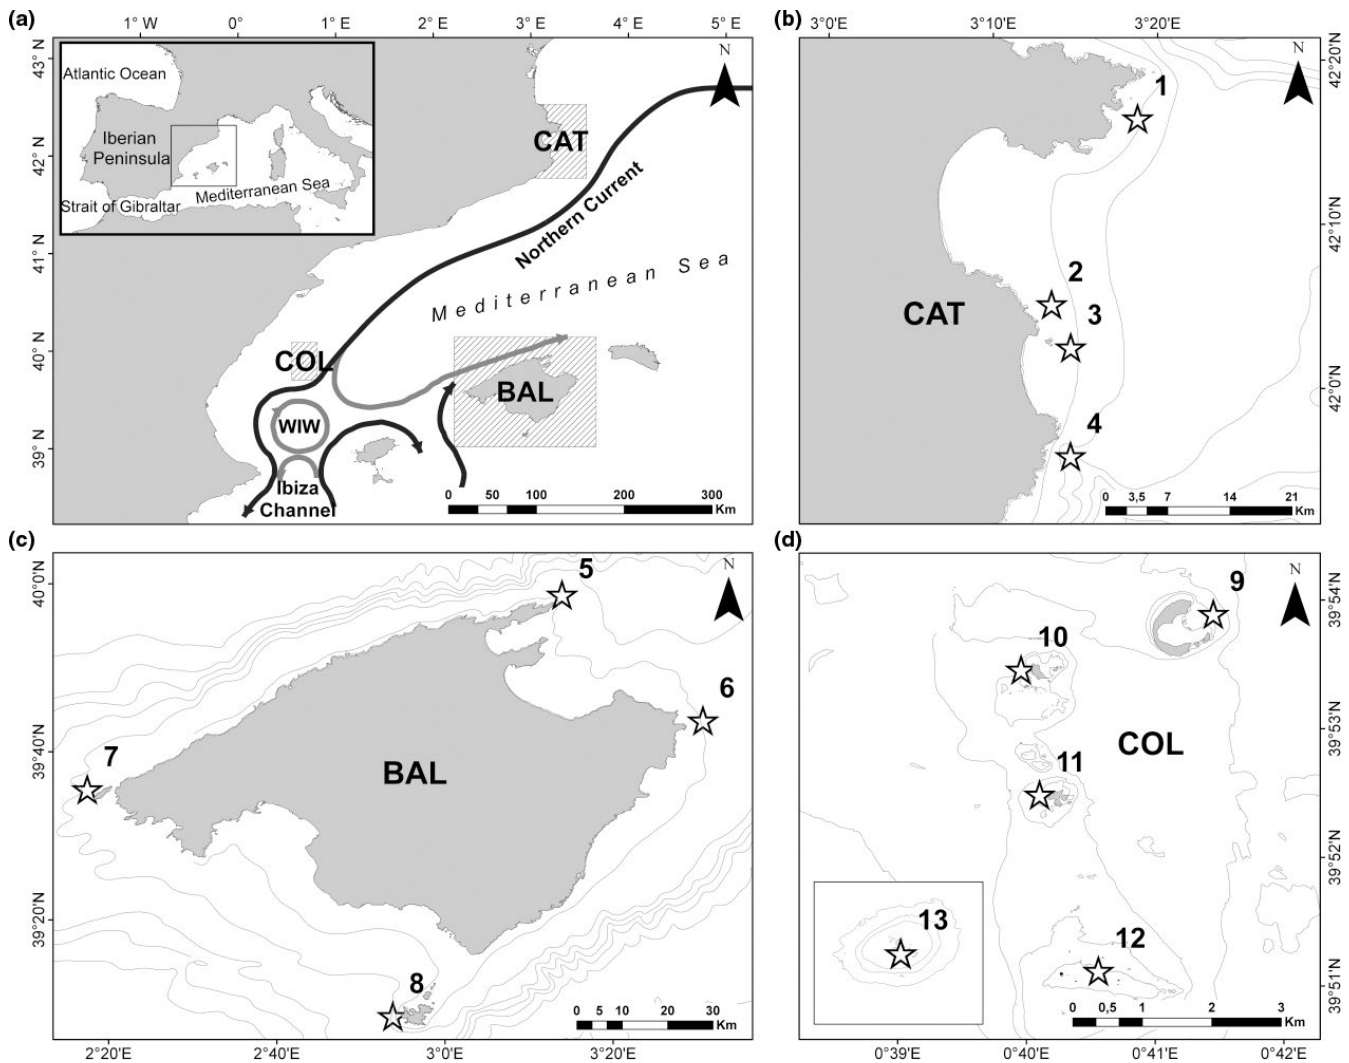 (a)
1° W
0°
1° E
2° E
3° E
4° E
5° E
43° N
42° N
41° N
40° N
39° N
Atlantic Ocean
Iberian
Peninsula
Mediterranean Sea
Strait of Gibraltar
N
CAT
Northern Current
Mediterranean Sea
COL
BAL
WIW
Ibiza
Channel
0 50 100 200 300
Km
(b)
3°0'E
3°10'E
3°20'E
42°20'N
42°10'N
42°0'N
N
1
2
3
4
CAT
0 3,5 7 14 21
Km
(c)
40°0'N
39°40'N
39°20'N
N
5
6
7
8
BAL
0 5 10 20 30
Km
2°20'E
2°40'E
3°0'E
3°20'E
(d)
N
39°54'N
39°53'N
39°52'N
39°51'N
9
10
11
COL
13
12
0 0,5 1 2 3
Km
0°39'E
0°40'E
0°41'E
0°42'E